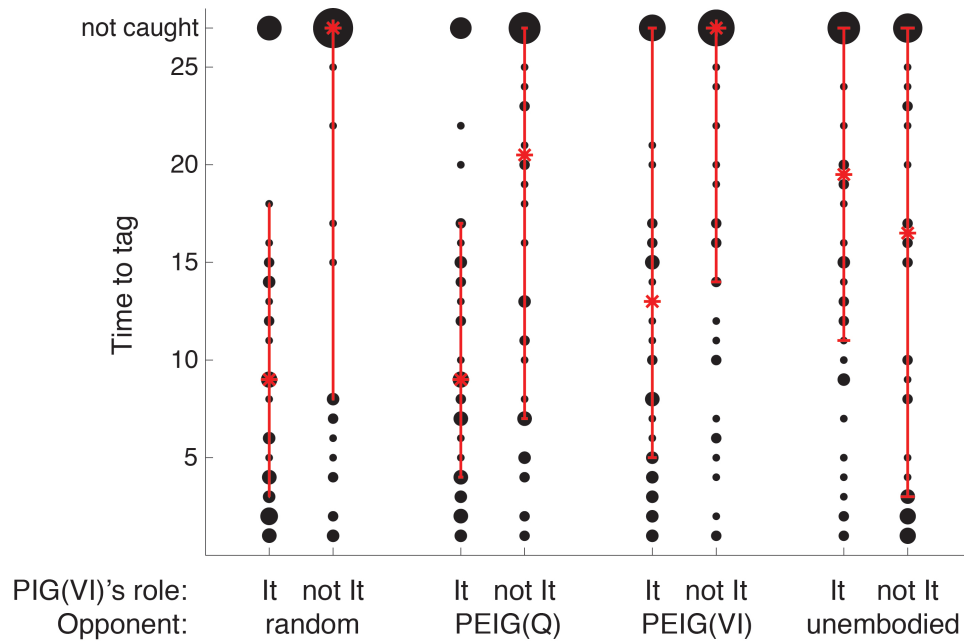 not caught
25
20
15
10
5
Time to tag
PIG(VI)'s role: It not It It not It It not It It not It
Opponent: random PEIG(Q) PEIG(VI) unembodied